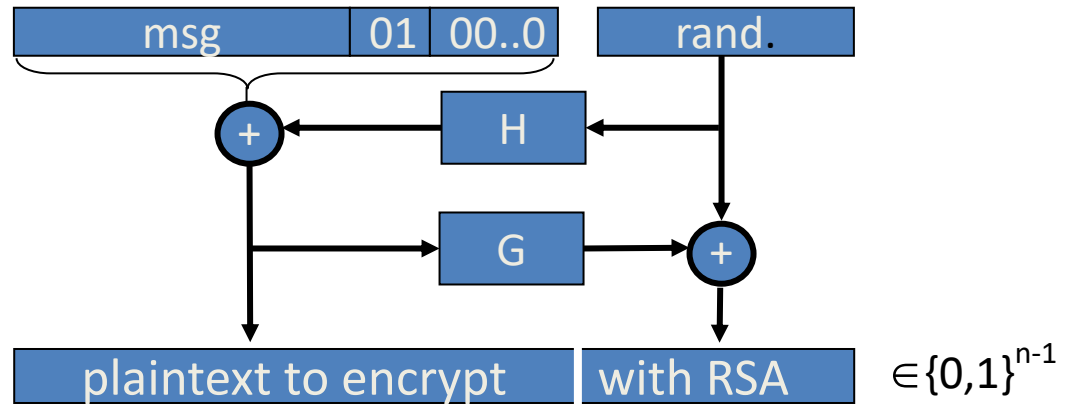 msg 01 00..0 rand.
+ H
G +
plaintext to encrypt with RSA ∈{0,1}ⁿ⁻¹